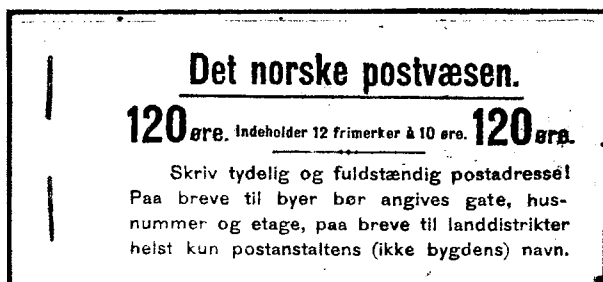 Det norske postvæsen.
120 øre. Indeholder 12 frimerker à 10 øre. 120 øre.
Skriv tydelig og fuldstændig postadresse!
Paa breve til byer bør angives gate, hus-
nummer og etage, paa breve til landdistrikter
helst kun postanstaltens (ikke bygdens) navn.